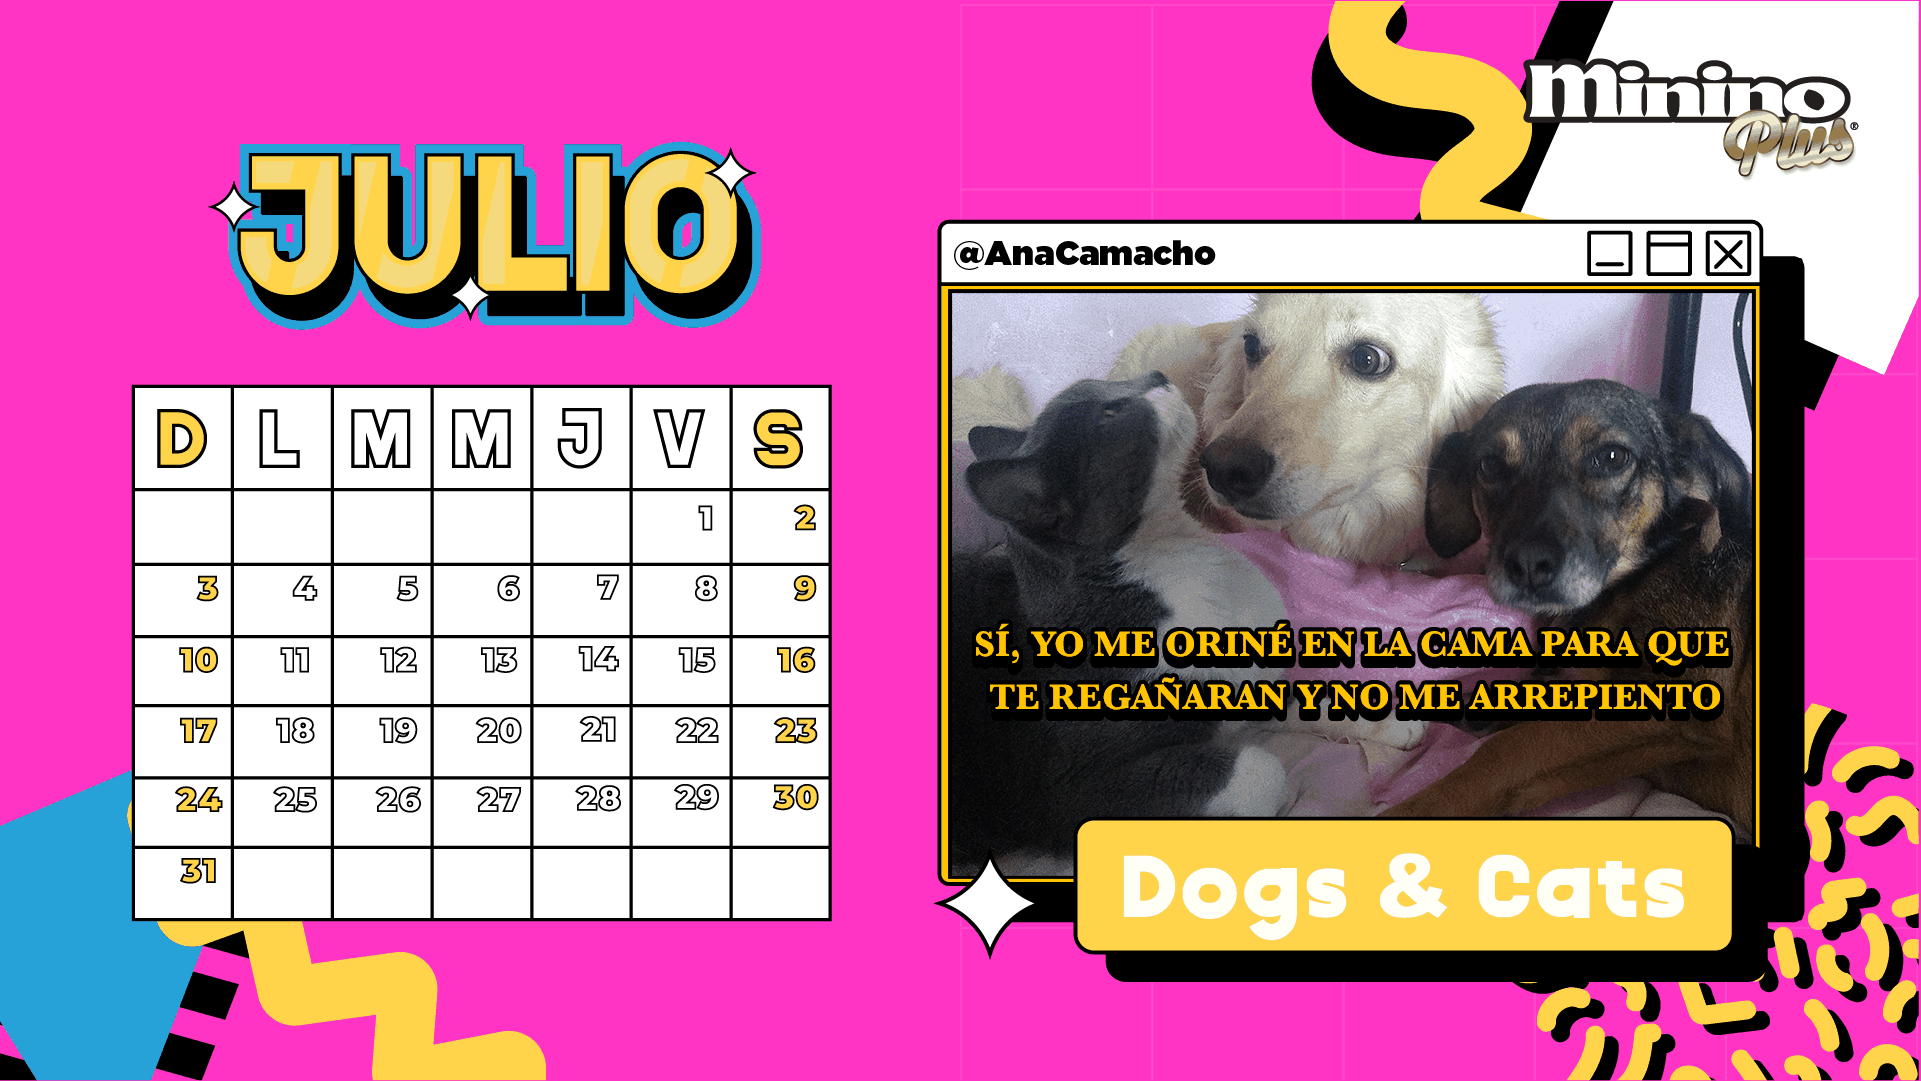 minino
Plus®
JULIO
@AnaCamacho
D L M M J V S
1 2
3 4 5 6 7 8 9
10 11 12 13 14 15 16
17 18 19 20 21 22 23
24 25 26 27 28 29 30
31
SÍ, YO ME ORINÉ EN LA CAMA PARA QUE
TE REGAÑARAN Y NO ME ARREPIENTO
Dogs & Cats